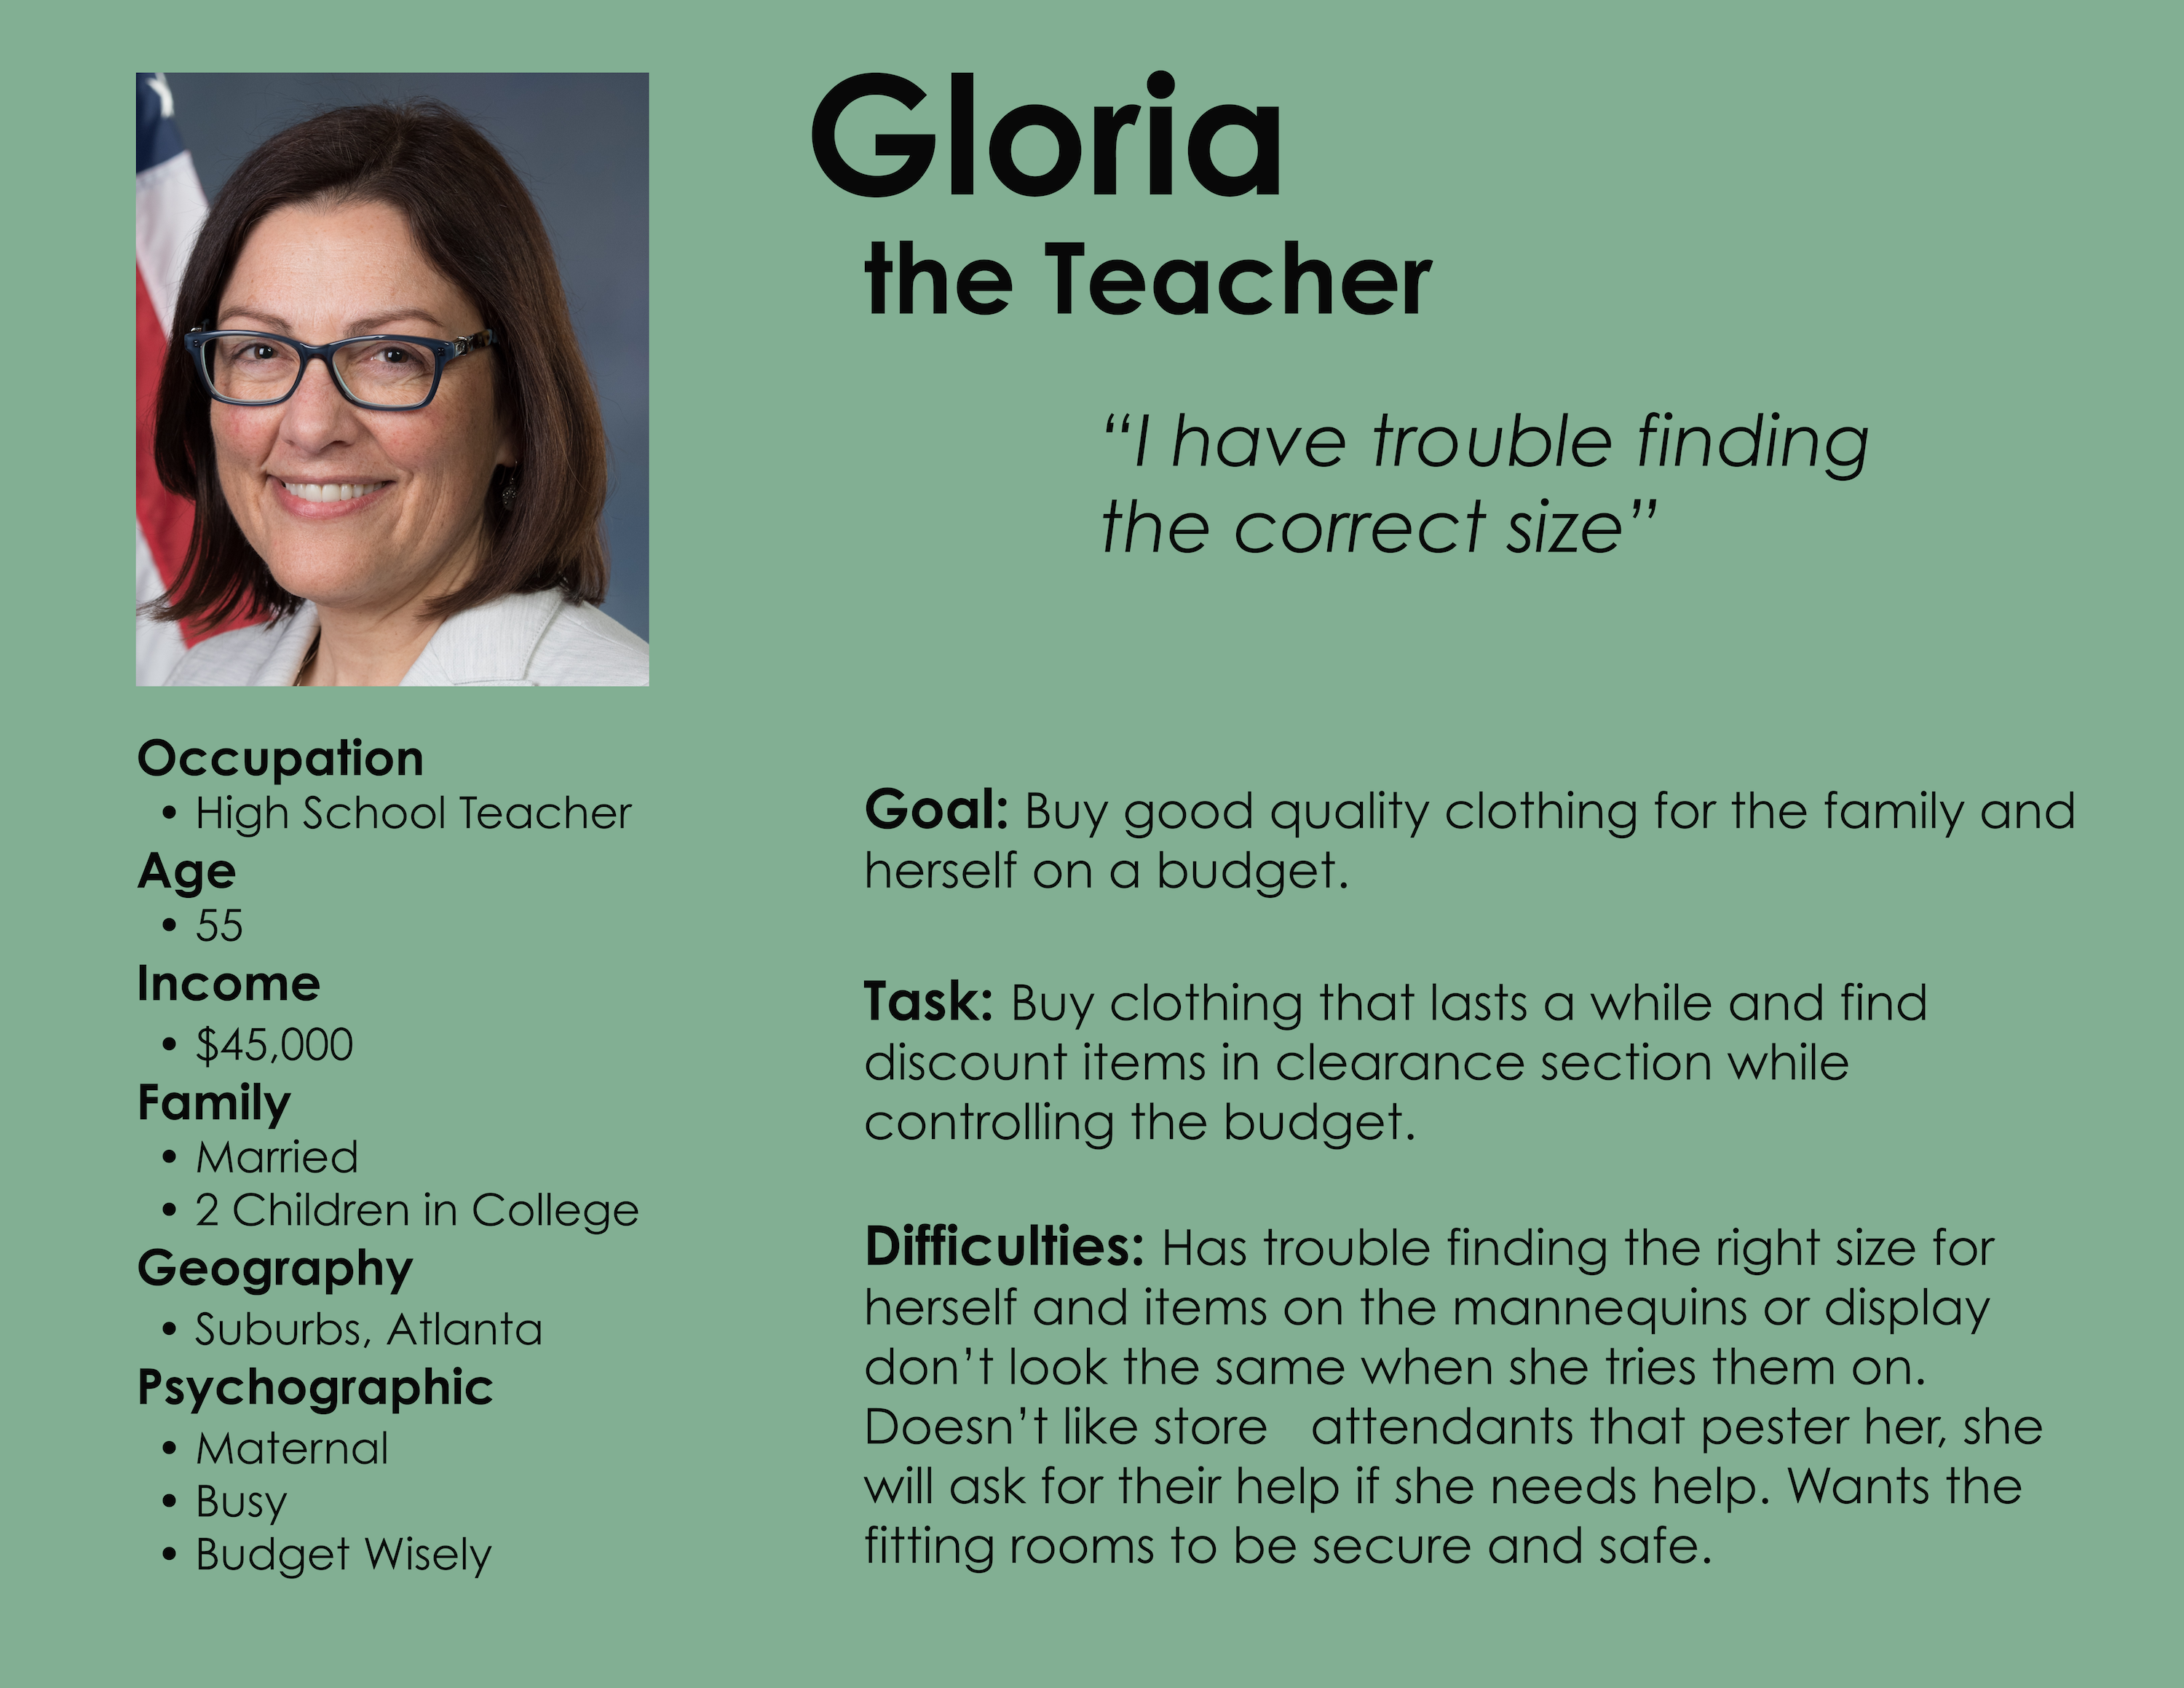 Gloria
the Teacher
“I have trouble finding
the correct size”
Occupation
• High School Teacher
Age
• 55
Income
• $45,000
Family
• Married
• 2 Children in College
Geography
• Suburbs, Atlanta
Psychographic
• Maternal
• Busy
• Budget Wisely
Goal: Buy good quality clothing for the family and
herself on a budget.
Task: Buy clothing that lasts a while and find
discount items in clearance section while
controlling the budget.
Difficulties: Has trouble finding the right size for
herself and items on the mannequins or display
don’t look the same when she tries them on.
Doesn’t like store   attendants that pester her, she
will ask for their help if she needs help. Wants the
fitting rooms to be secure and safe.